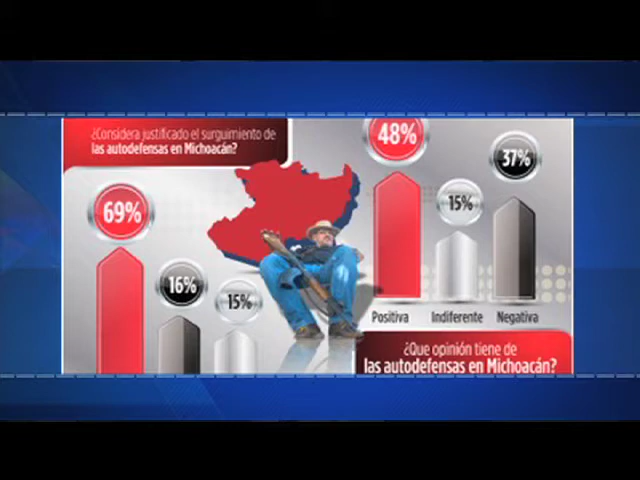 ¿Considera justificado el surguimiento de
las autodefensas en Michoacán?
69%
16%
15%
48%
15%
37%
Positiva
Indiferente
Negativa
¿Que opinión tiene de
las autodefensas en Michoacán?